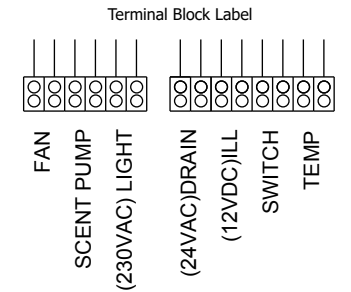 Terminal Block Label
FAN
SCENT PUMP
(230VAC) LIGHT
(24VAC)DRAIN
(12VDC)ILL
SWITCH
TEMP